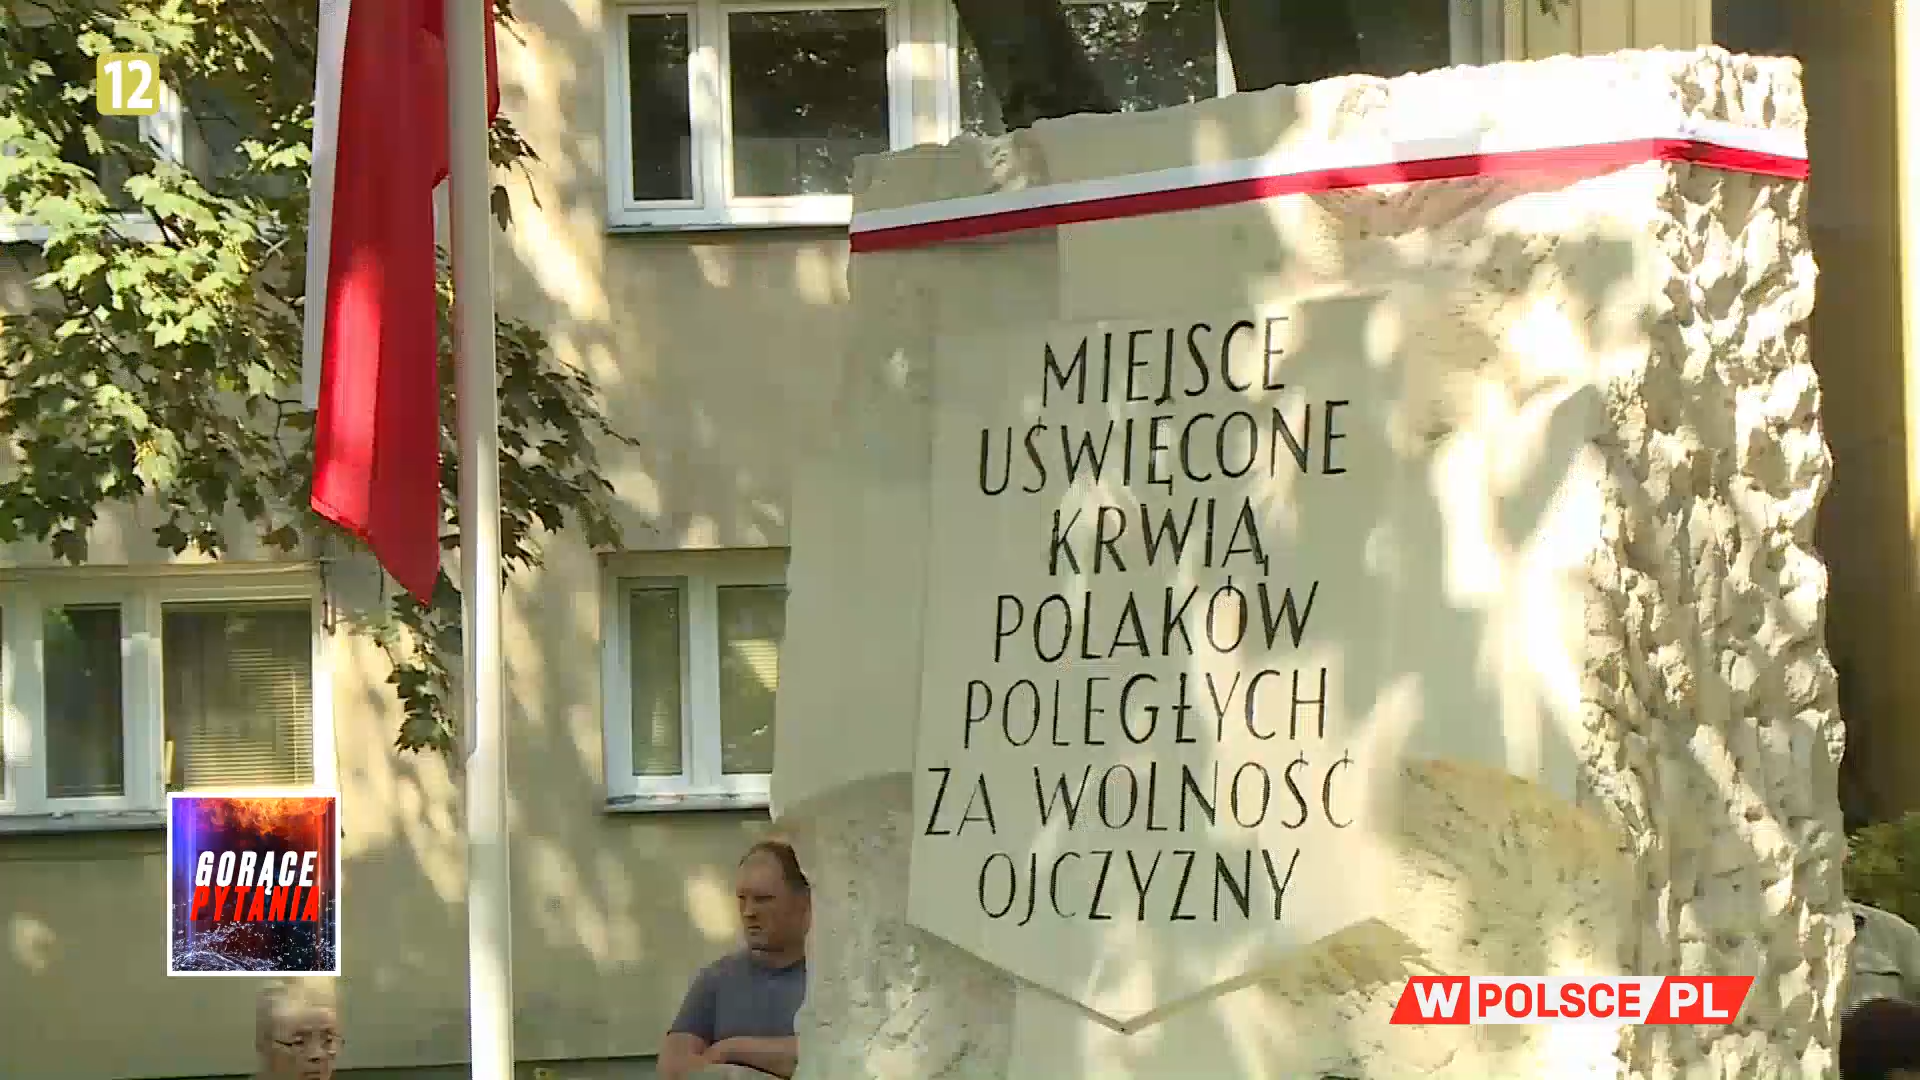 12
MIEJSCE
UŚWIĘCONE
KRWIĄ
POLAKÓW
POLEGŁYCH
ZA WOLNOŚĆ
OJCZYZNY
GORĄCE
PYTANIA
WPOLSCE/PL